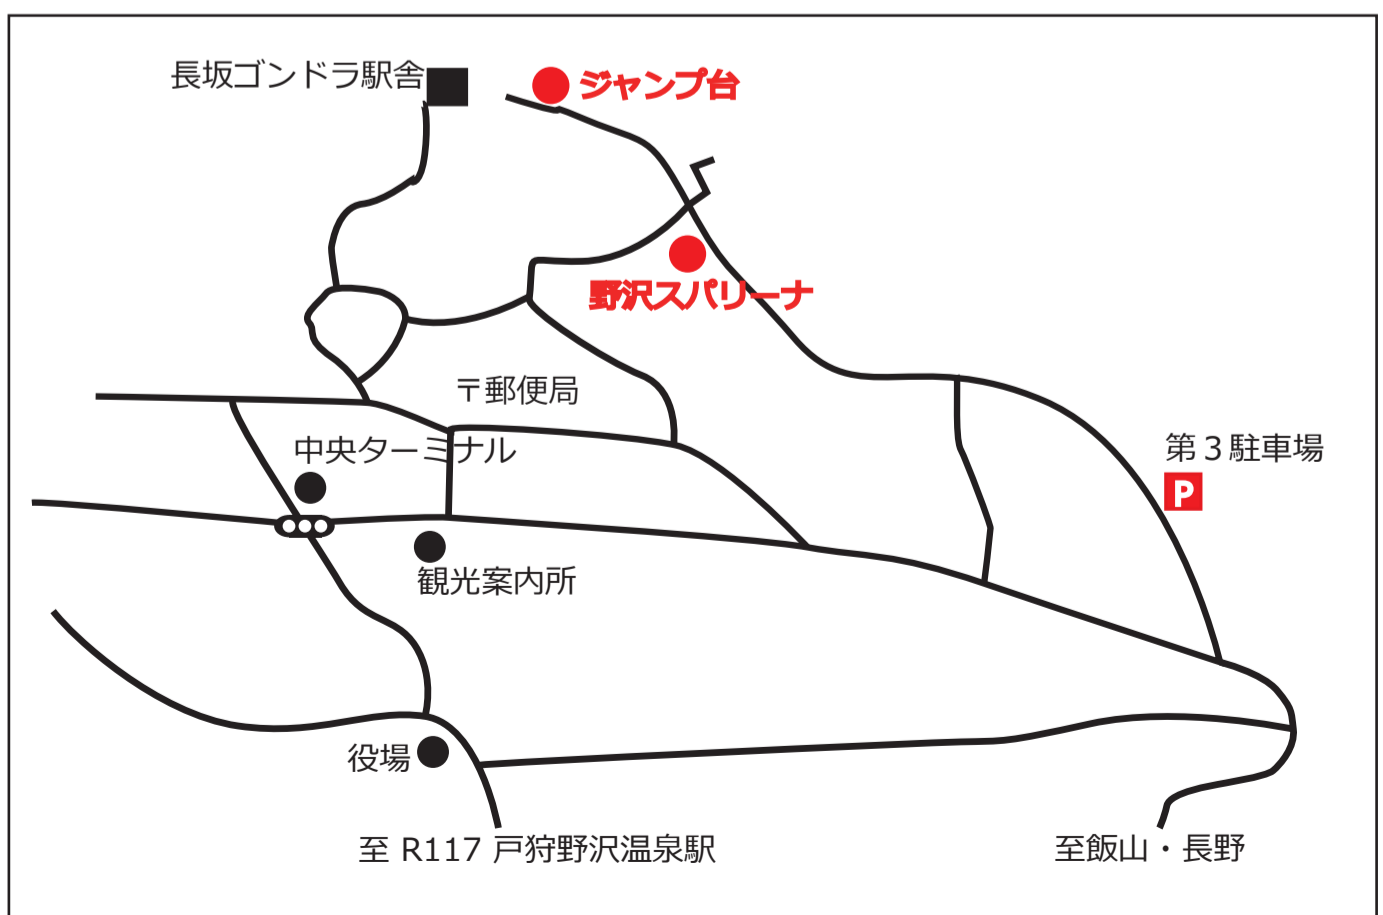 長坂ゴンドラ駅舎
ジャンプ台
野沢スパリーナ
〒郵便局
中央ターミナル
第３駐車場
P
観光案内所
役場
至 R117 戸狩野沢温泉駅
至飯山・長野